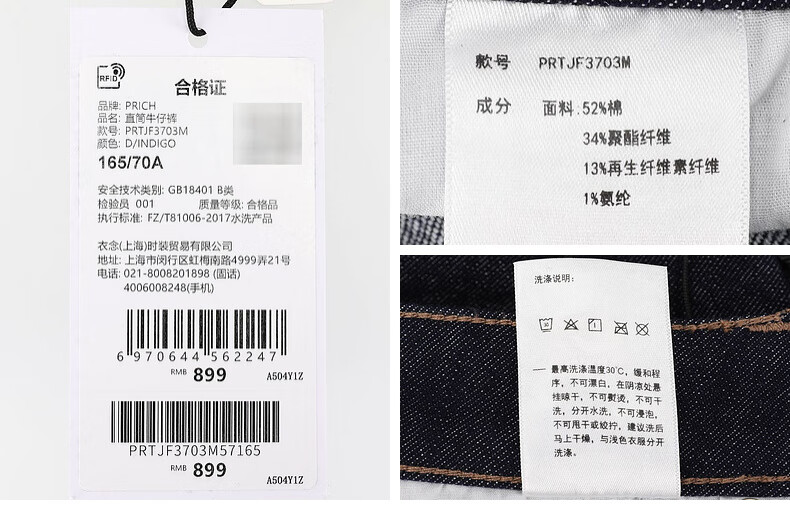 RFID
合格证
品牌: PRICH
品名: 直筒牛仔裤
款号: PRTJF3703M
颜色: D/INDIGO
165/70A
安全技术类别: GB18401 B类
检验员 001 质量等级: 合格品
执行标准: FZ/T81006-2017水洗产品
衣念(上海)时装贸易有限公司
地址: 上海市闵行区虹梅南路4999弄21号
电话: 021-8008201898 (固话)
4006008248(手机)
6 970644 562247
RMB 899 A504Y1Z
PRTJF3703M57165
RMB 899
A504Y1Z
款号 PRTJF3703M
成分 面料.52%棉
34%聚酯纤维
13%再生纤维素纤维
1%氨纶
洗涤说明:
一 最高洗涤温度30℃, 缓和程
序, 不可漂白, 在阴凉处悬
挂晾干, 不可熨烫, 不可干
洗, 分开水洗, 不可浸泡,
不可甩干或绞拧, 建议洗后
马上干燥, 与浅色衣服分开
洗涤.